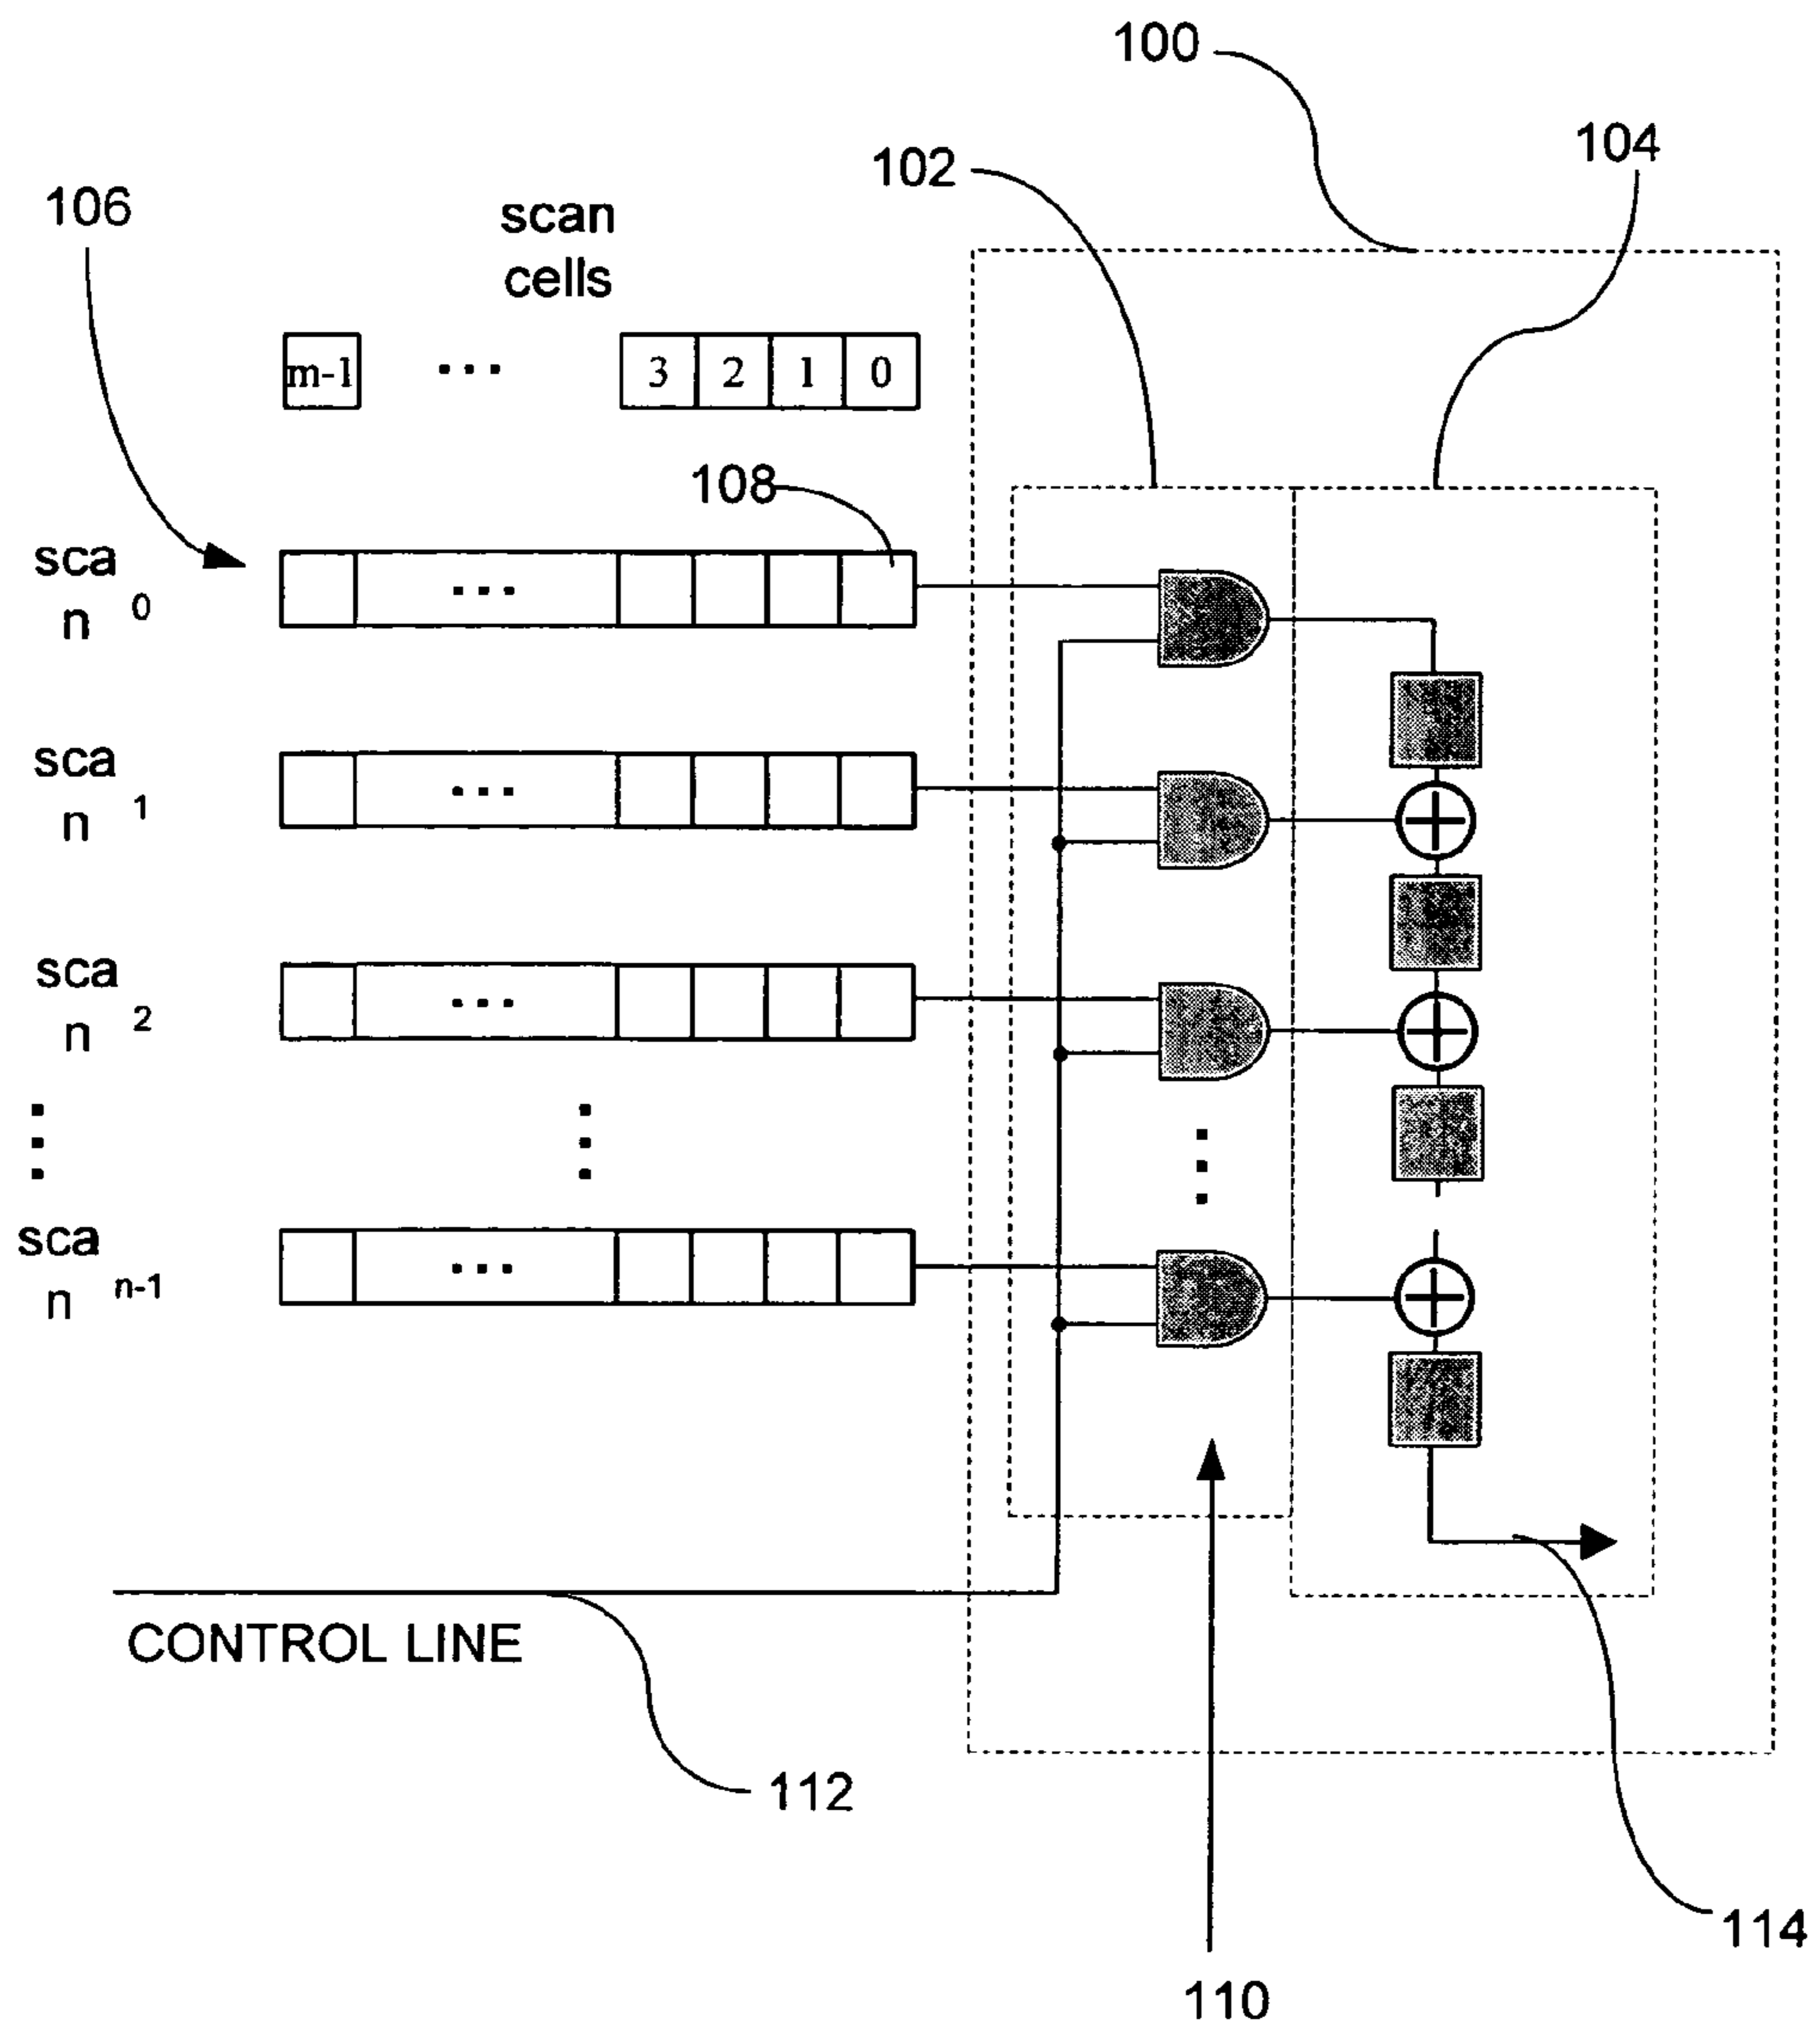 100
104
102
106
scan
cells
m-1 ... 3 2 1 0
108
sca
n 0
...
sca
n 1
...
sca
n 2
...
sca
n n-1
...
CONTROL LINE
112
114
110